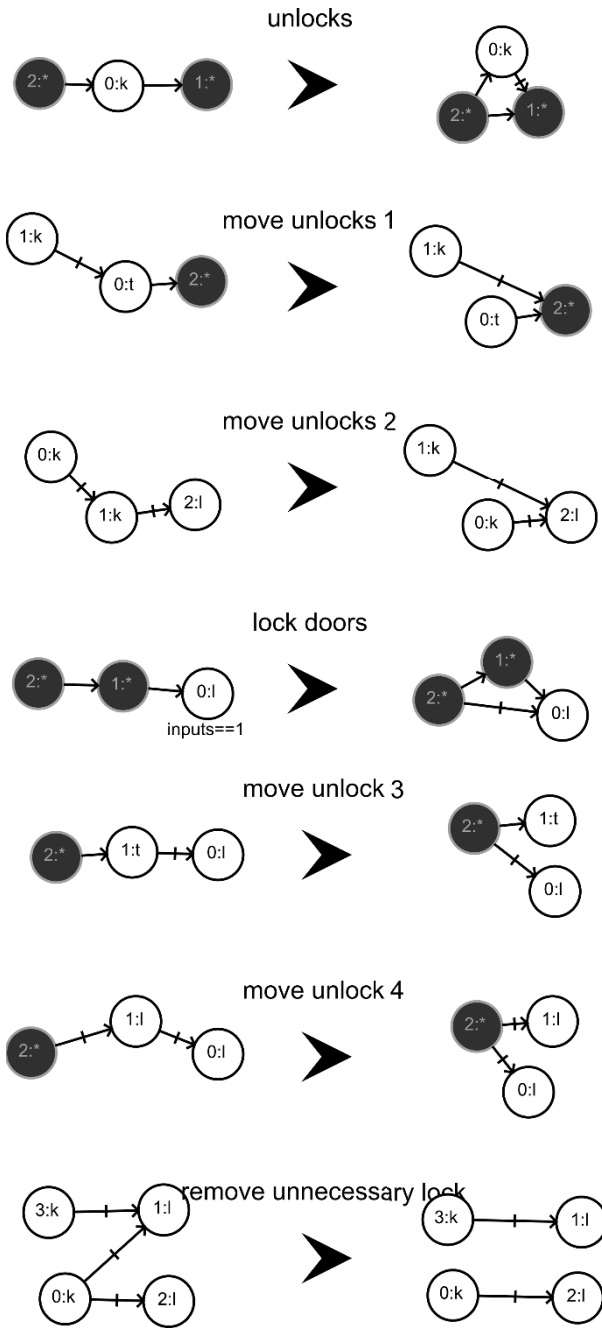 unlocks
2:* 0:k 1:* 0:k 2:* 1:*
move unlocks 1
1:k 0:t 2:* 1:k 0:t 2:*
move unlocks 2
0:k 1:k 2:l 1:k 0:k 2:l
lock doors
2:* 1:* 0:l 1:* 2:* 0:l
inputs==1
move unlock 3
2:* 1:t 0:l 2:* 1:t 0:l
move unlock 4
2:* 1:l 0:l 2:* 1:l 0:l
remove unnecessary lock
3:k 1:l 3:k 1:l
0:k 2:l 0:k 2:l